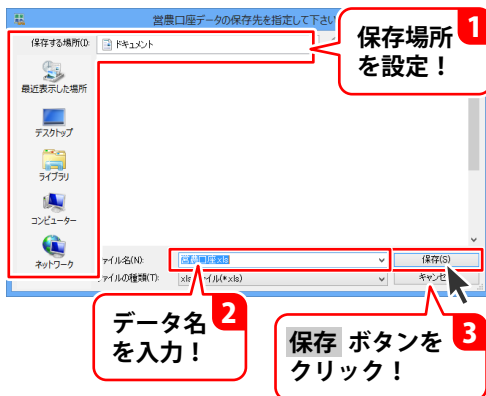 営農口座データの保存先を指定して下さい
保存場所
を設定！
1
保存する場所(I):
ドキュメント
最近表示した場所
デスクトップ
ライブラリ
コンピューター
ネットワーク
ァイル名(N):
営農口座.xls
保存(S)
ァイルの種類(T):
xls
ル(*.xls)
キャンセ
データ名
を入力！
2
保存 ボタンを
クリック！
3